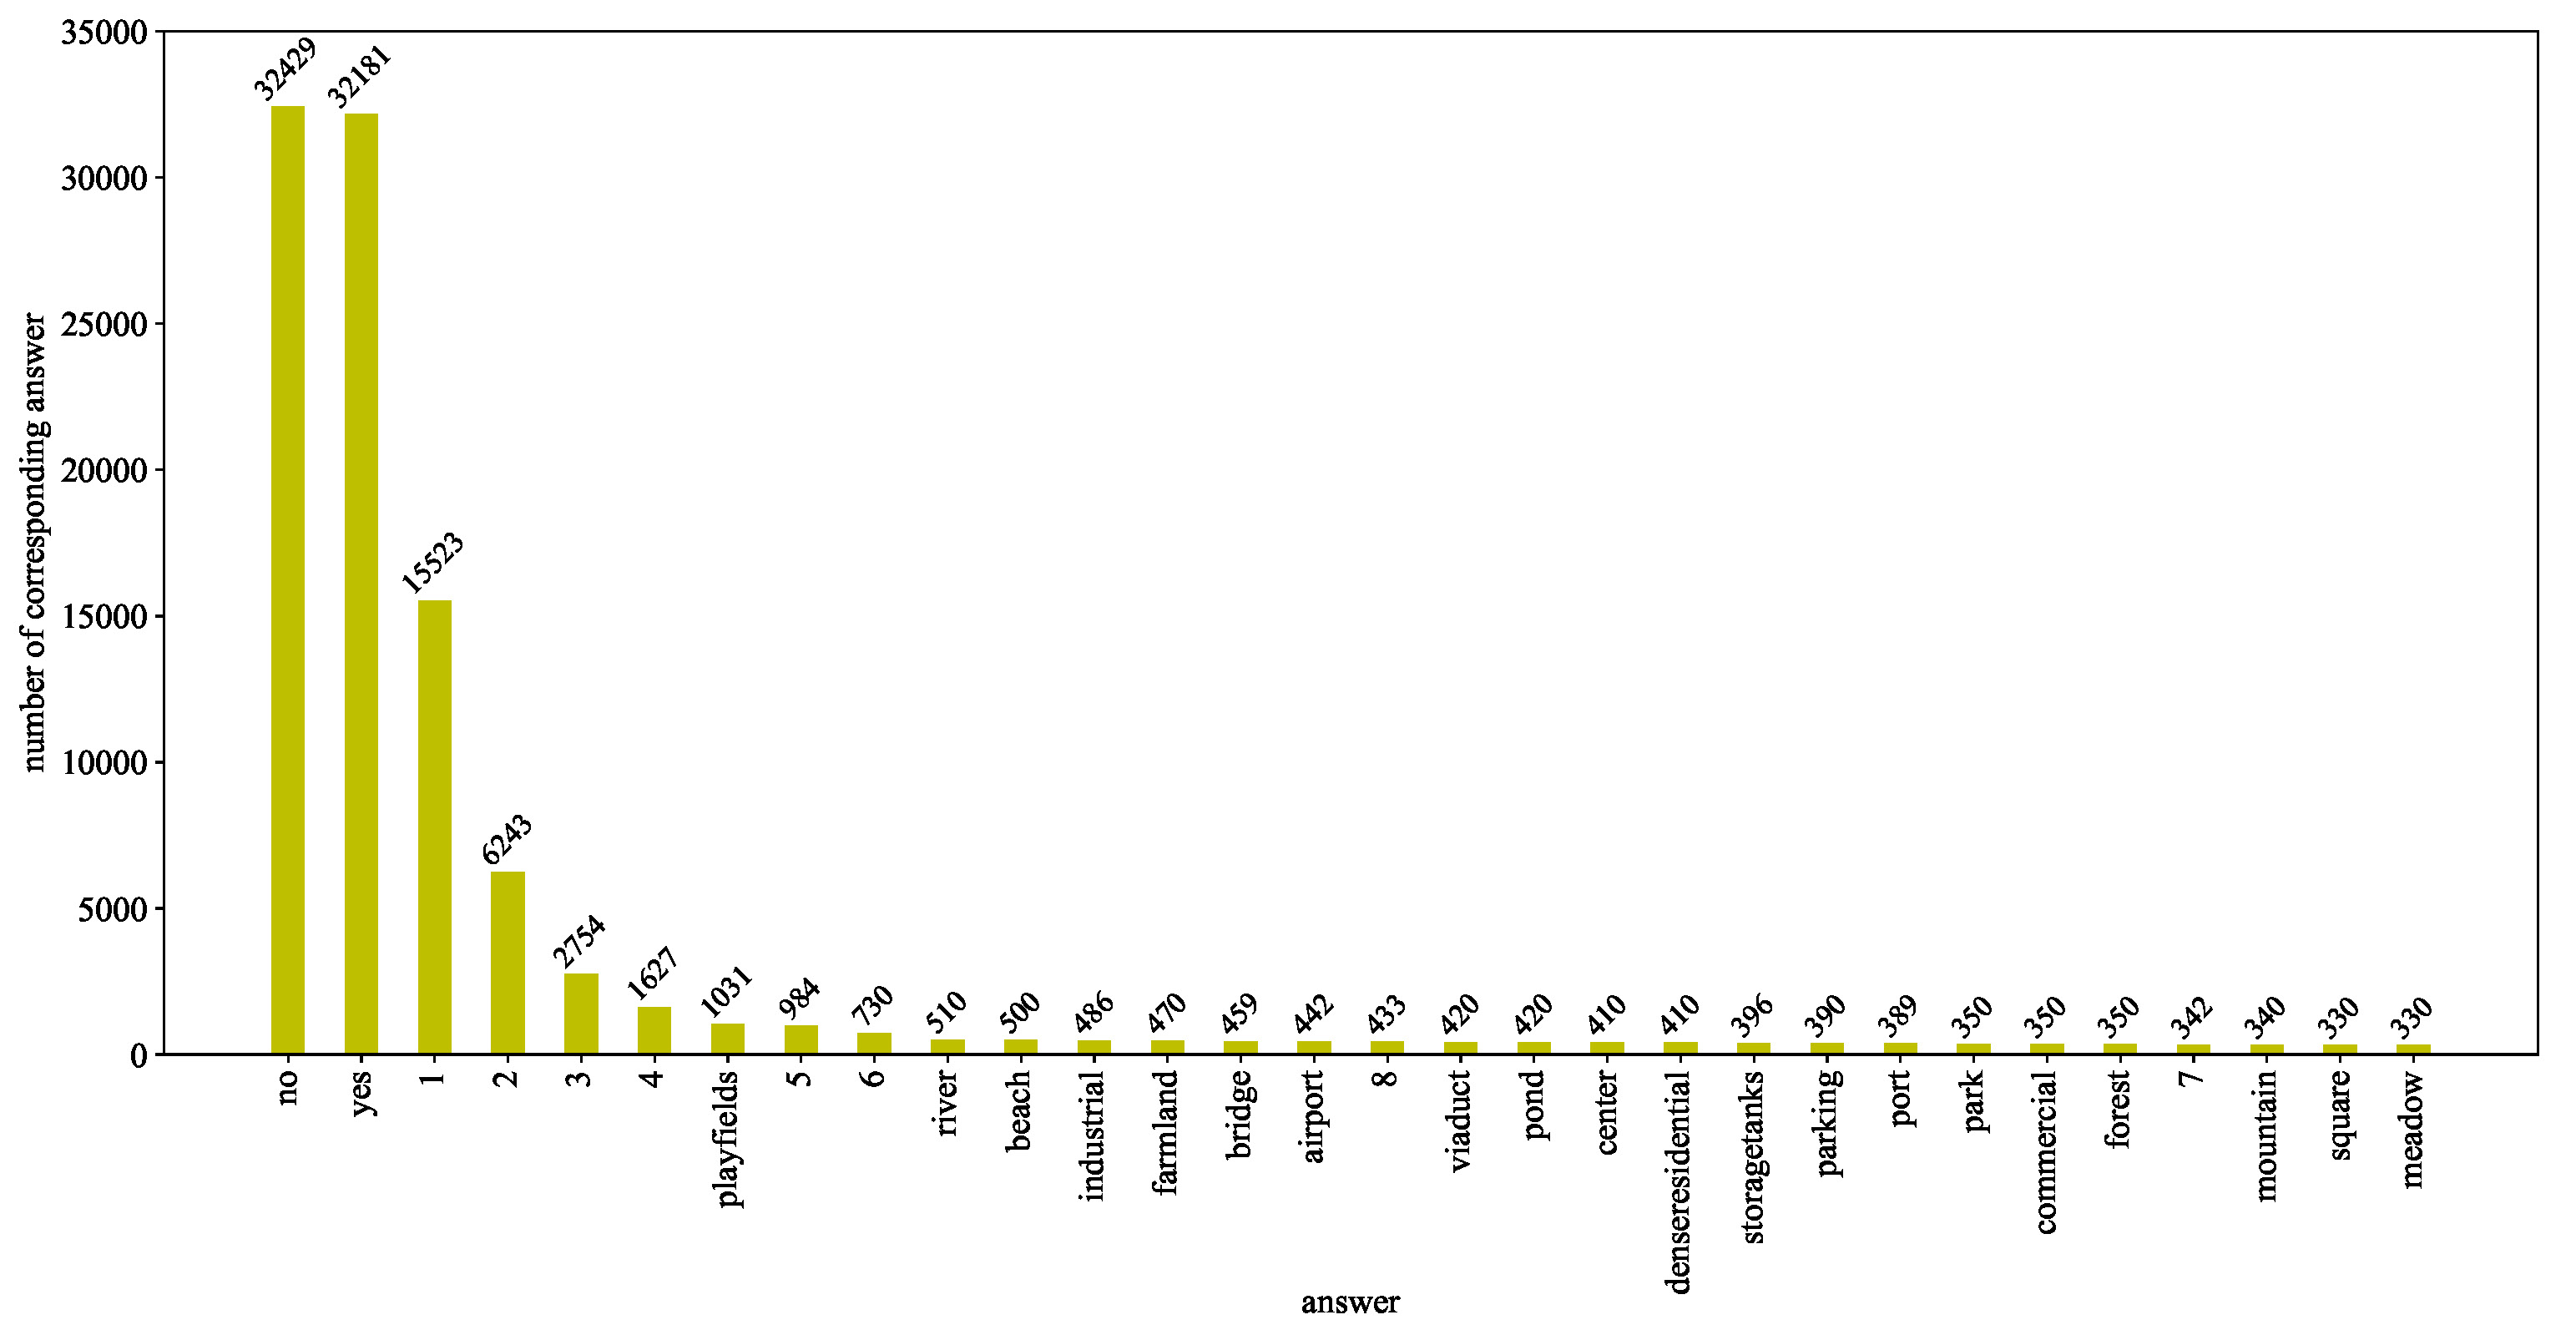 number of corresponding answer
35000
30000
25000
20000
15000
10000
5000
0
32429
32181
15523
6243
2754
1627
1031
984
730
510
500
486
470
459
442
433
420
420
410
410
396
390
389
350
350
350
342
340
330
330
no
yes
1
2
3
4
playfields
5
6
river
beach
industrial
farmland
bridge
airport
8
viaduct
pond
center
denseresidential
storagetanks
parking
port
park
commercial
forest
7
mountain
square
meadow
answer